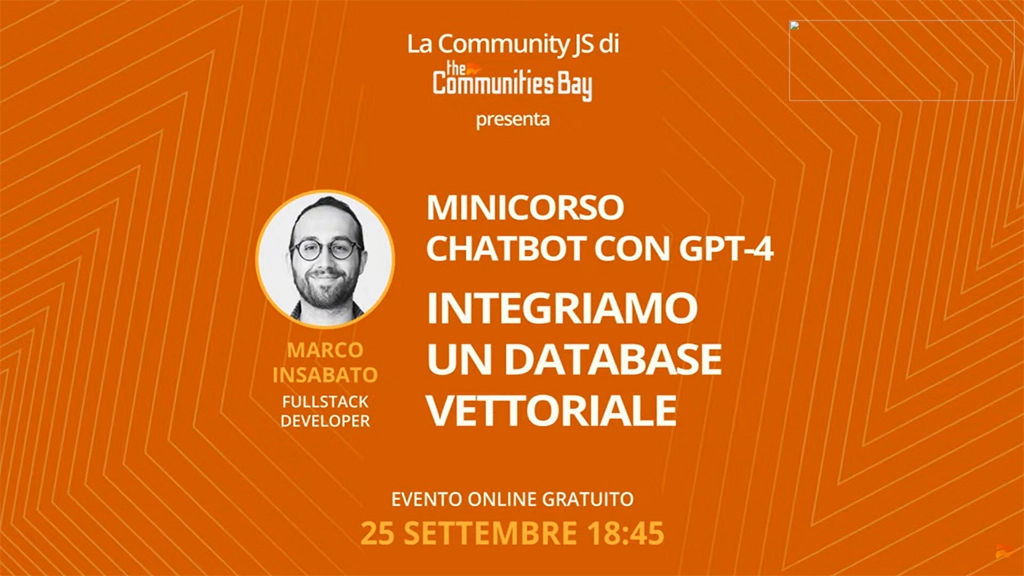 La Community JS di
the
Communities Bay
presenta
MINICORSO
CHATBOT CON GPT-4
INTEGRIAMO
UN DATABASE
VETTORIALE
MARCO
INSABATO
FULLSTACK
DEVELOPER
EVENTO ONLINE GRATUITO
25 SETTEMBRE 18:45